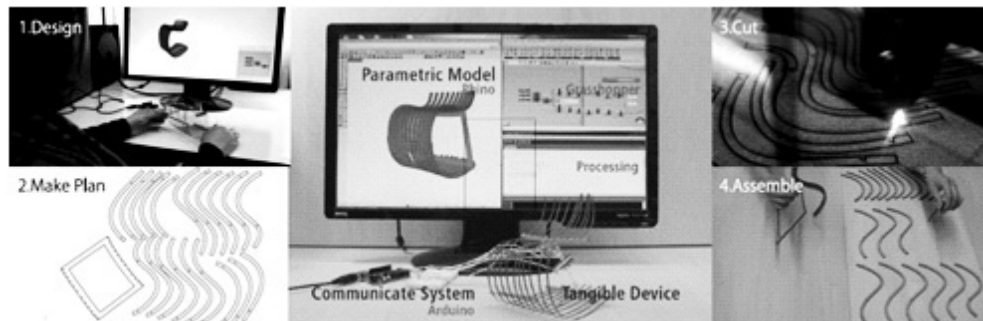 1.Design
2.Make Plan
Parametric Model
Rhino
Grasshopper
Processing
Communicate System
Arduino
Tangible Device
3.Cut
4.Assemble